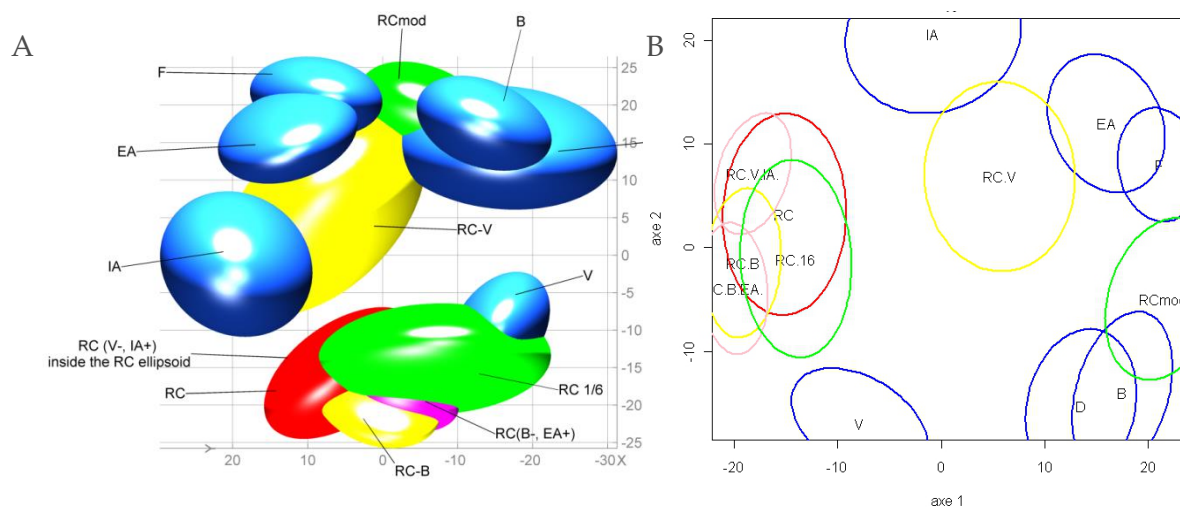 A
RCmod
B
F
EA
IA
RC-V
V
RC (V-, IA+)
inside the RC ellipsoid
RC
RC 1/6
RC(B-, EA+)
RC-B
25
20
15
10
5
0
-5
-10
-15
-20
-25
20
10
0
-10
-20
-30X
B
axe 2
20
10
0
-10
IA
EA
RC.V
RC.V.IA.
RC
RC.B
RC.16
C.B.EA.
RCmod
D
B
V
-20
-10
0
10
20
axe 1